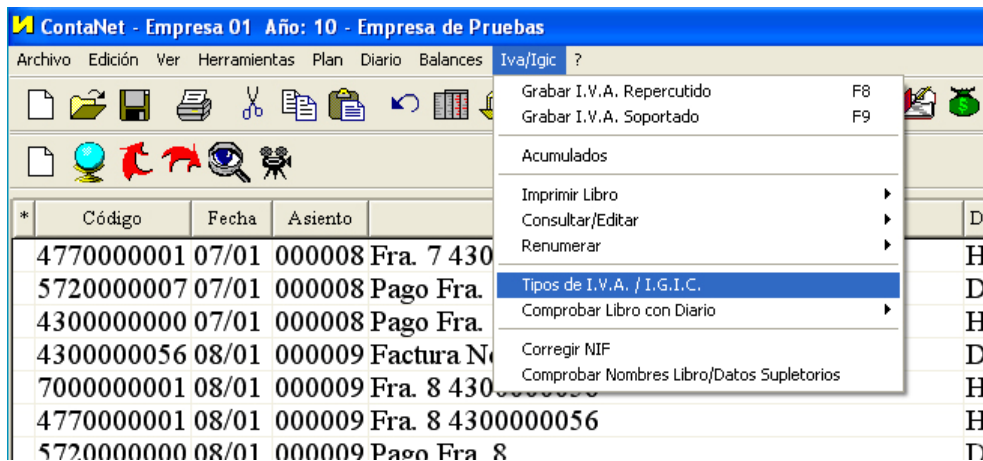 ContaNet - Empresa 01 Año: 10 - Empresa de Pruebas
Archivo Edición Ver Herramientas Plan Diario Balances Iva/Igic ?
Grabar I.V.A. Repercutido F8
Grabar I.V.A. Soportado F9
Acumulados
Imprimir Libro
Consultar/Editar
Renumerar
Tipos de I.V.A. / I.G.I.C.
Comprobar Libro con Diario
Corregir NIF
Comprobar Nombres Libro/Datos Supletorios
* Código Fecha Asiento D
4770000001 07/01 000008 Fra. 7 430 H
5720000007 07/01 000008 Pago Fra. D
4300000000 07/01 000008 Pago Fra. H
4300000056 08/01 000009 Factura N D
7000000001 08/01 000009 Fra. 8 4300000056 H
4770000001 08/01 000009 Fra. 8 4300000056 H
5720000000 08/01 000009 Pago Fra. 8 D